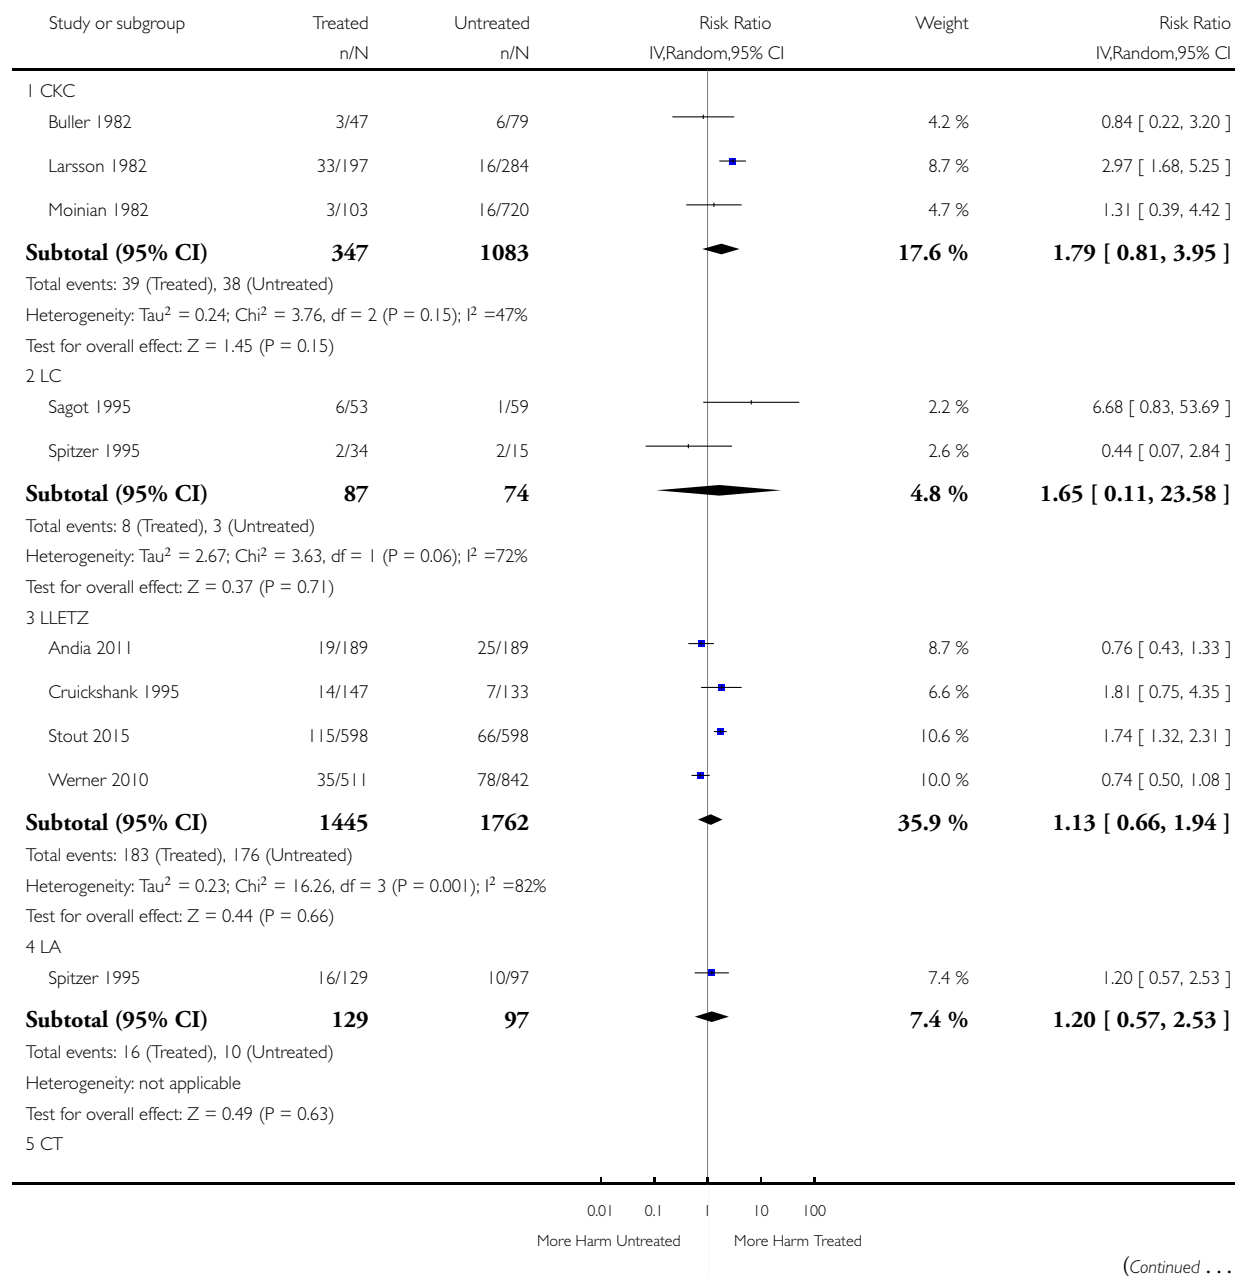 Study or subgroup Treated Untreated Risk Ratio Weight Risk Ratio
n/N n/N IV,Random,95% CI IV,Random,95% CI
1 CKC
Buller 1982 3/47 6/79 4.2 % 0.84 [ 0.22, 3.20 ]
Larsson 1982 33/197 16/284 8.7 % 2.97 [ 1.68, 5.25 ]
Moinian 1982 3/103 16/720 4.7 % 1.31 [ 0.39, 4.42 ]
Subtotal (95% CI) 347 1083 17.6 % 1.79 [ 0.81, 3.95 ]
Total events: 39 (Treated), 38 (Untreated)
Heterogeneity: Tau² = 0.24; Chi² = 3.76, df = 2 (P = 0.15); I² =47%
Test for overall effect: Z = 1.45 (P = 0.15)
2 LC
Sagot 1995 6/53 1/59 2.2 % 6.68 [ 0.83, 53.69 ]
Spitzer 1995 2/34 2/15 2.6 % 0.44 [ 0.07, 2.84 ]
Subtotal (95% CI) 87 74 4.8 % 1.65 [ 0.11, 23.58 ]
Total events: 8 (Treated), 3 (Untreated)
Heterogeneity: Tau² = 2.67; Chi² = 3.63, df = 1 (P = 0.06); I² =72%
Test for overall effect: Z = 0.37 (P = 0.71)
3 LLETZ
Andia 2011 19/189 25/189 8.7 % 0.76 [ 0.43, 1.33 ]
Cruickshank 1995 14/147 7/133 6.6 % 1.81 [ 0.75, 4.35 ]
Stout 2015 115/598 66/598 10.6 % 1.74 [ 1.32, 2.31 ]
Werner 2010 35/511 78/842 10.0 % 0.74 [ 0.50, 1.08 ]
Subtotal (95% CI) 1445 1762 35.9 % 1.13 [ 0.66, 1.94 ]
Total events: 183 (Treated), 176 (Untreated)
Heterogeneity: Tau² = 0.23; Chi² = 16.26, df = 3 (P = 0.001); I² =82%
Test for overall effect: Z = 0.44 (P = 0.66)
4 LA
Spitzer 1995 16/129 10/97 7.4 % 1.20 [ 0.57, 2.53 ]
Subtotal (95% CI) 129 97 7.4 % 1.20 [ 0.57, 2.53 ]
Total events: 16 (Treated), 10 (Untreated)
Heterogeneity: not applicable
Test for overall effect: Z = 0.49 (P = 0.63)
5 CT
0.01 0.1 1 10 100
More Harm Untreated More Harm Treated
(Continued . . .